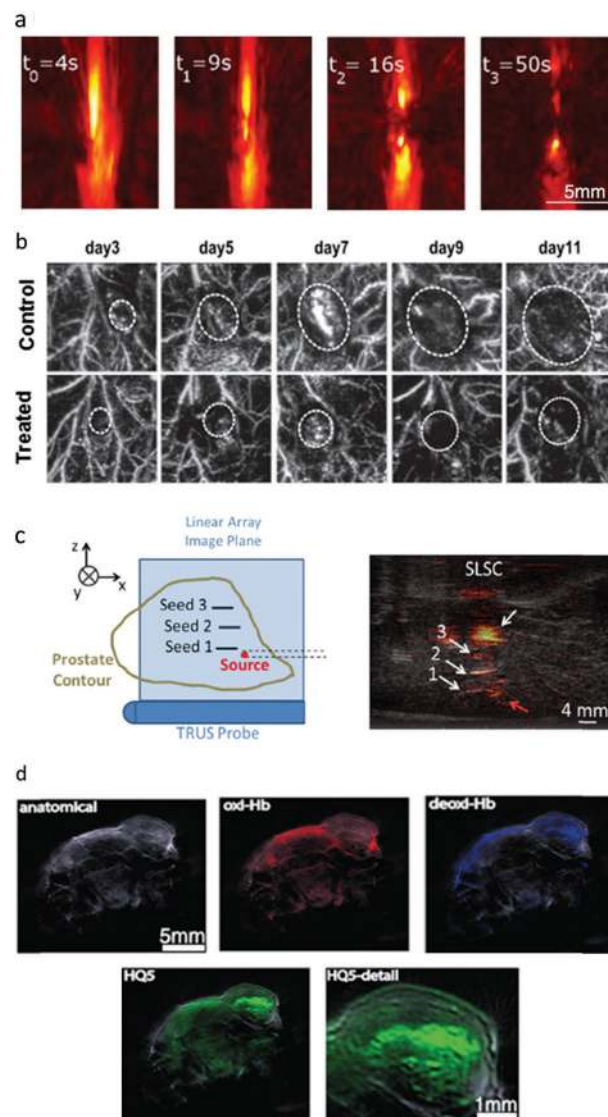 a
t0=4s
t1=9s
t2=16s
t3=50s
5mm
b
day3 day5 day7 day9 day11
Control
Treated
c
z
y x
Linear Array
Image Plane
Seed 3
Seed 2
Seed 1
Source
Prostate
Contour
TRUS Probe
SLSC
3
2
1
4 mm
d
anatomical
oxi-Hb
deoxi-Hb
5mm
HQ5
HQ5-detail
1mm